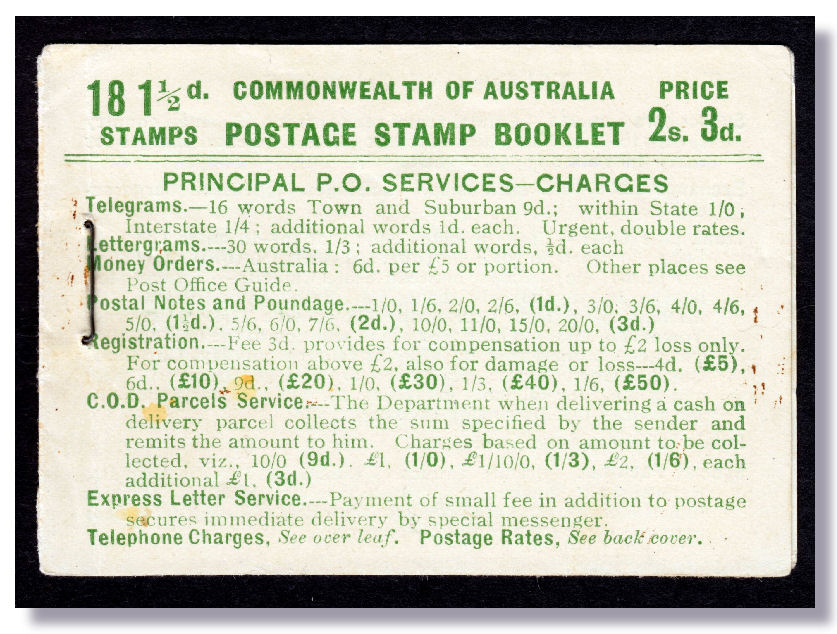 18 1½d. COMMONWEALTH OF AUSTRALIA PRICE
STAMPS POSTAGE STAMP BOOKLET 2s. 3d.
PRINCIPAL P.O. SERVICES—CHARGES
Telegrams.—16 words Town and Suburban 9d.; within State 1/0;
Interstate 1/4; additional words 1d. each. Urgent, double rates.
Lettergrams.---30 words, 1/3; additional words, ½d. each
Money Orders.---Australia: 6d. per £5 or portion. Other places see
Post Office Guide.
Postal Notes and Poundage.---1/0, 1/6, 2/0, 2/6, (1d.), 3/0, 3/6, 4/0, 4/6,
5/0, (1½d.). 5/6, 6/0, 7/6, (2d.), 10/0, 11/0, 15/0, 20/0, (3d.)
Registration.---Fee 3d. provides for compensation up to £2 loss only.
For compensation above £2, also for damage or loss---4d. (£5),
6d., (£10), 9d., (£20), 1/0, (£30), 1/3, (£40), 1/6, (£50).
C.O.D. Parcels Service.---The Department when delivering a cash on
delivery parcel collects the sum specified by the sender and
remits the amount to him. Charges based on amount to be col-
lected, viz., 10/0 (9d.). £1, (1/0), £1/10/0, (1/3), £2, (1/6), each
additional £1, (3d.)
Express Letter Service.---Payment of small fee in addition to postage
secures immediate delivery by special messenger.
Telephone Charges, See over leaf. Postage Rates, See back cover.